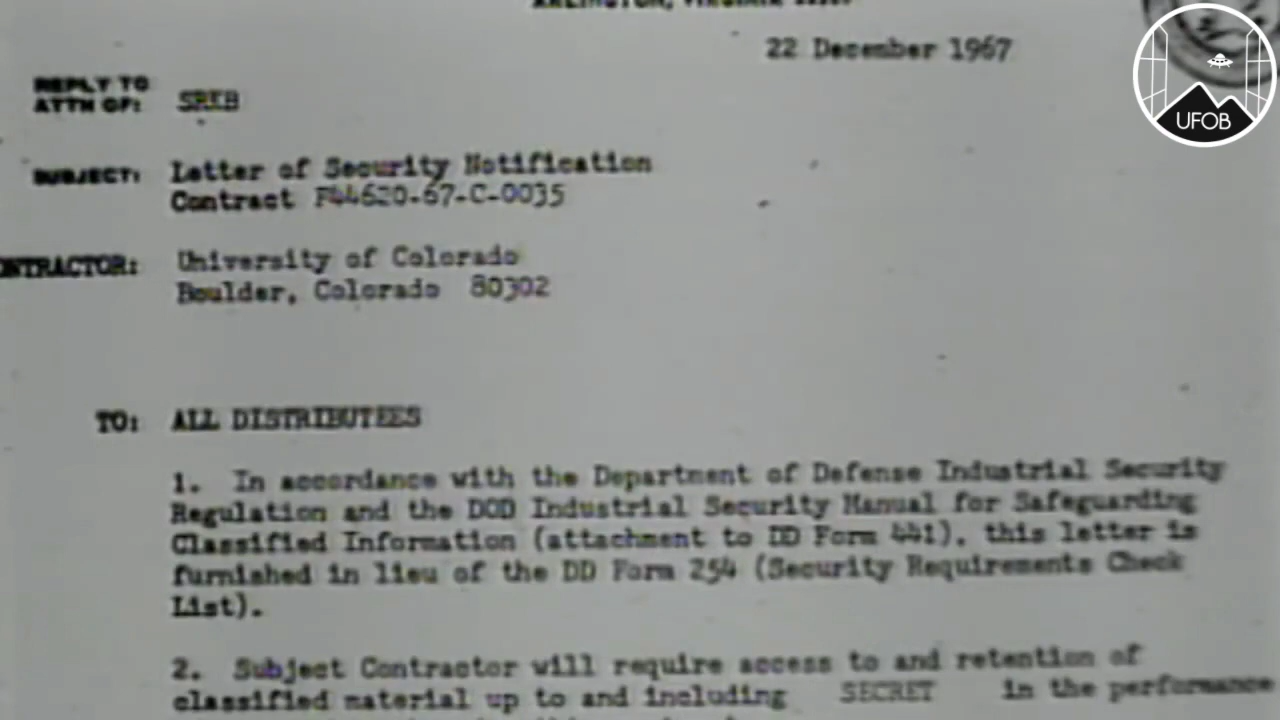 22 December 1967
REPLY TO
ATTN OF: SRKB
SUBJECT: Letter of Security Notification
Contract F44620-67-C-0035
ONTRACTOR: University of Colorado
Boulder, Colorado 80302
TO: ALL DISTRIBUTEES
1. In accordance with the Department of Defense Industrial Security
Regulation and the DOD Industrial Security Manual for Safeguarding
Classified Information (attachment to DD Form 441), this letter is
furnished in lieu of the DD Form 254 (Security Requirements Check
List).
2. Subject Contractor will require access to and retention of
classified material up to and including SECRET in the performance
UFOB